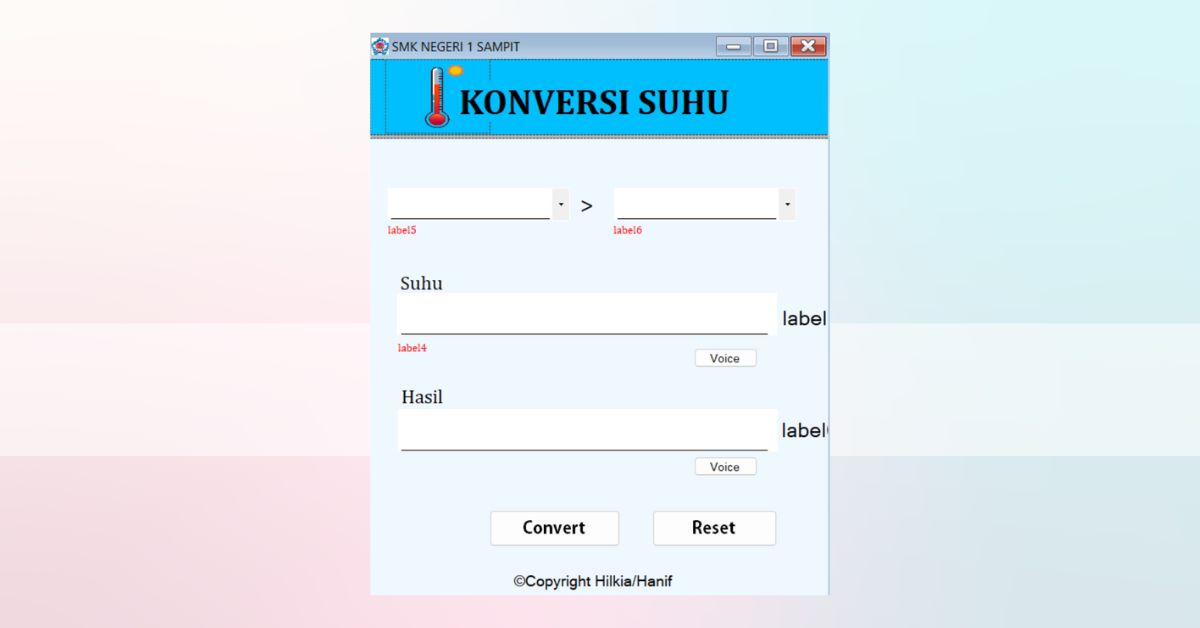 SMK NEGERI 1 SAMPIT
KONVERSI SUHU
>
label5 label6
Suhu
label
label4
Voice
Hasil
label
Voice
Convert Reset
©Copyright Hilkia/Hanif